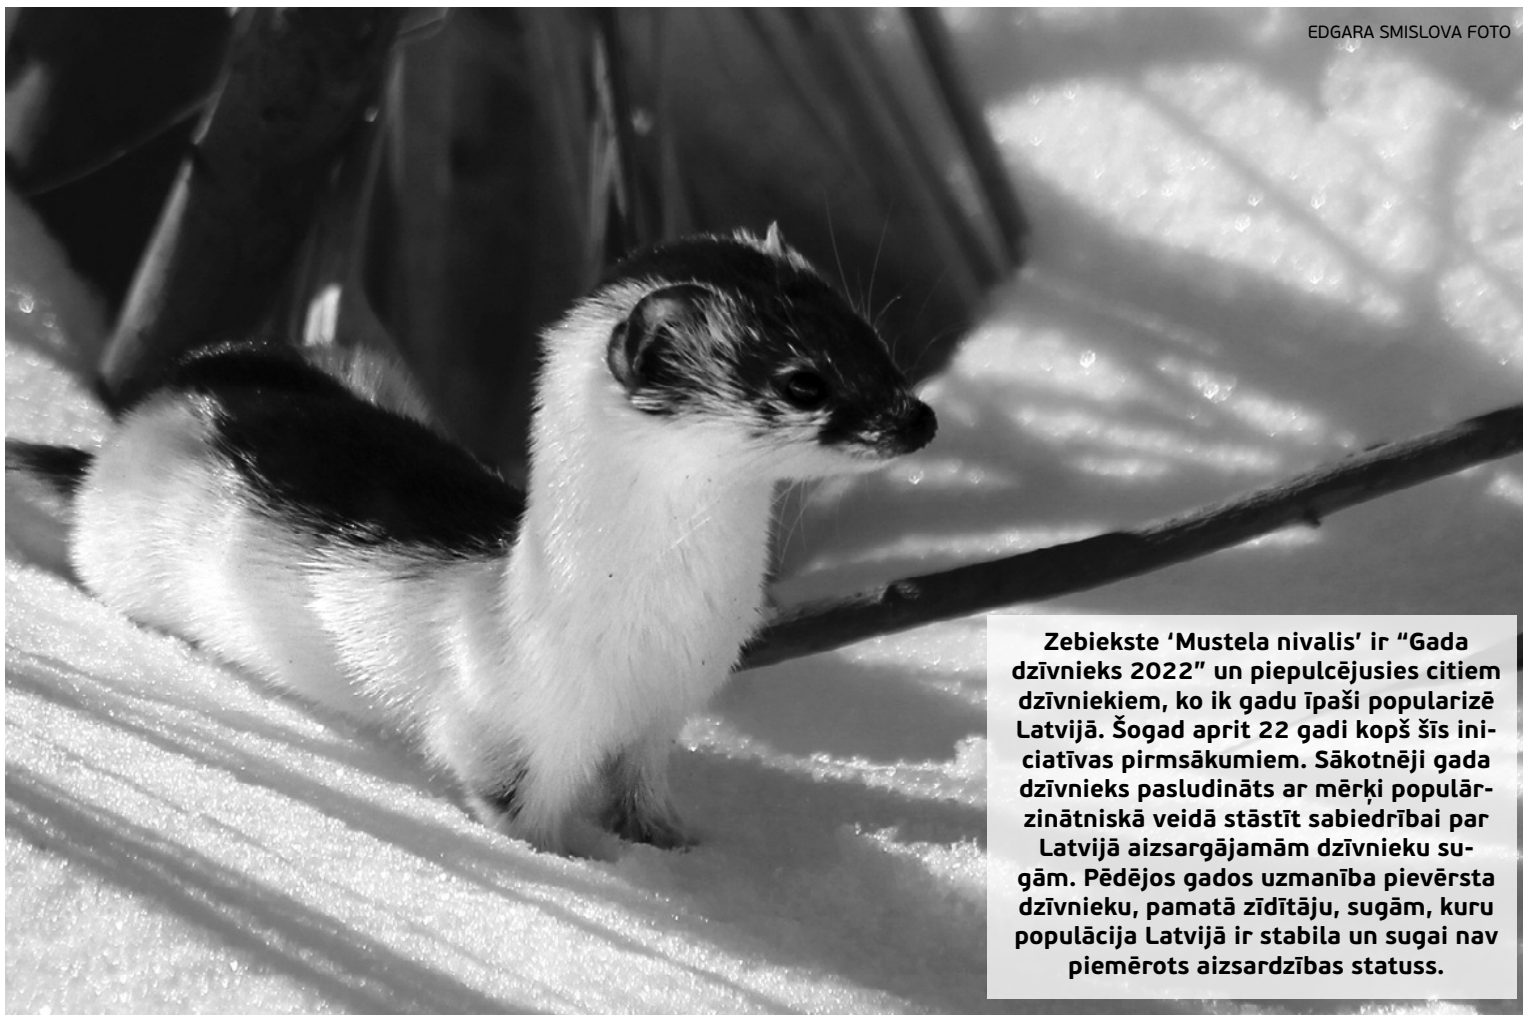 EDGARA SMISLOVA FOTO
Zebiekste ‘Mustela nivalis’ ir “Gada
dzīvnieks 2022” un piepulcējusies citiem
dzīvniekiem, ko ik gadu īpaši popularizē
Latvijā. Šogad aprit 22 gadi kopš šīs ini-
ciatīvas pirmsākumiem. Sākotnēji gada
dzīvnieks pasludināts ar mērķi populār-
zinātniskā veidā stāstīt sabiedrībai par
Latvijā aizsargājamām dzīvnieku su-
gām. Pēdējos gados uzmanība pievērsta
dzīvnieku, pamatā zīdītāju, sugām, kuru
populācija Latvijā ir stabila un sugai nav
piemērots aizsardzības statuss.